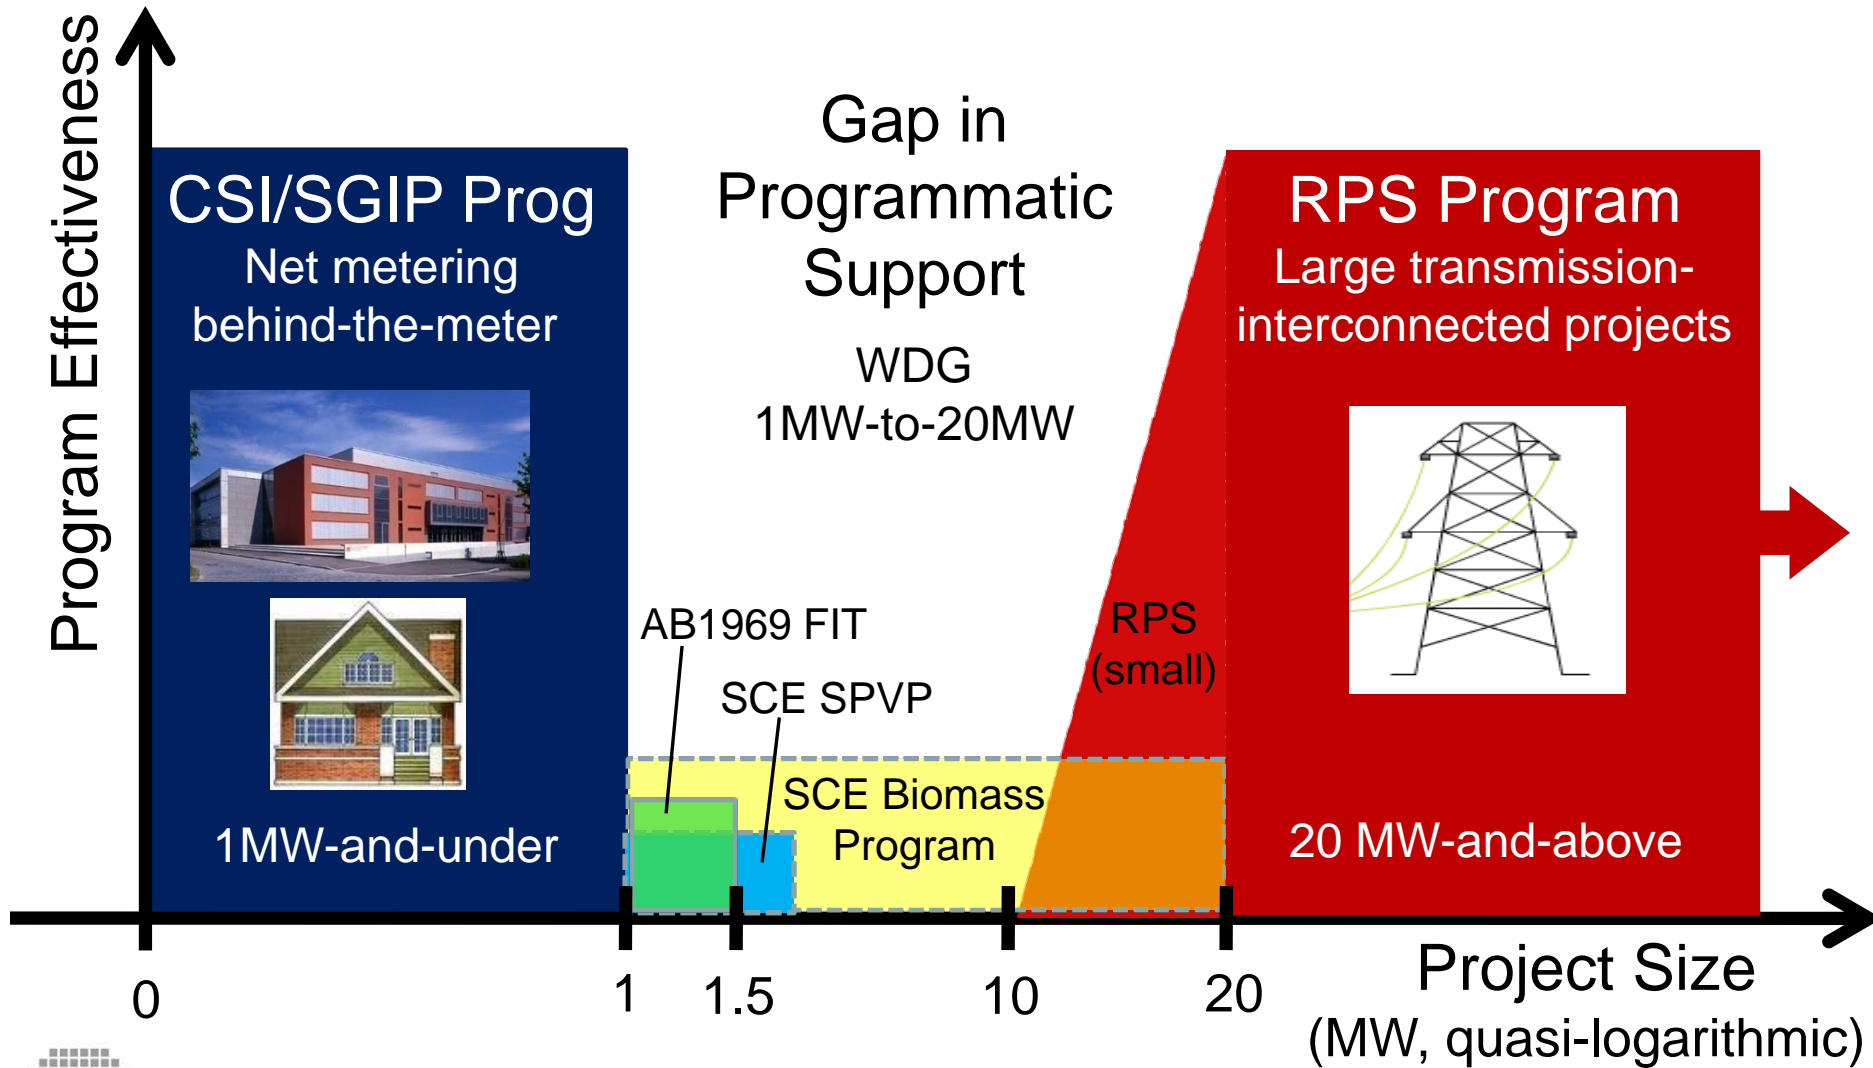 Program Effectiveness
CSI/SGIP Prog
Net metering
behind-the-meter
1MW-and-under
Gap in
Programmatic
Support
WDG
1MW-to-20MW
RPS Program
Large transmission-
interconnected projects
20 MW-and-above
AB1969 FIT
SCE SPVP
SCE Biomass
Program
RPS
(small)
0
1
1.5
10
20
Project Size
(MW, quasi-logarithmic)